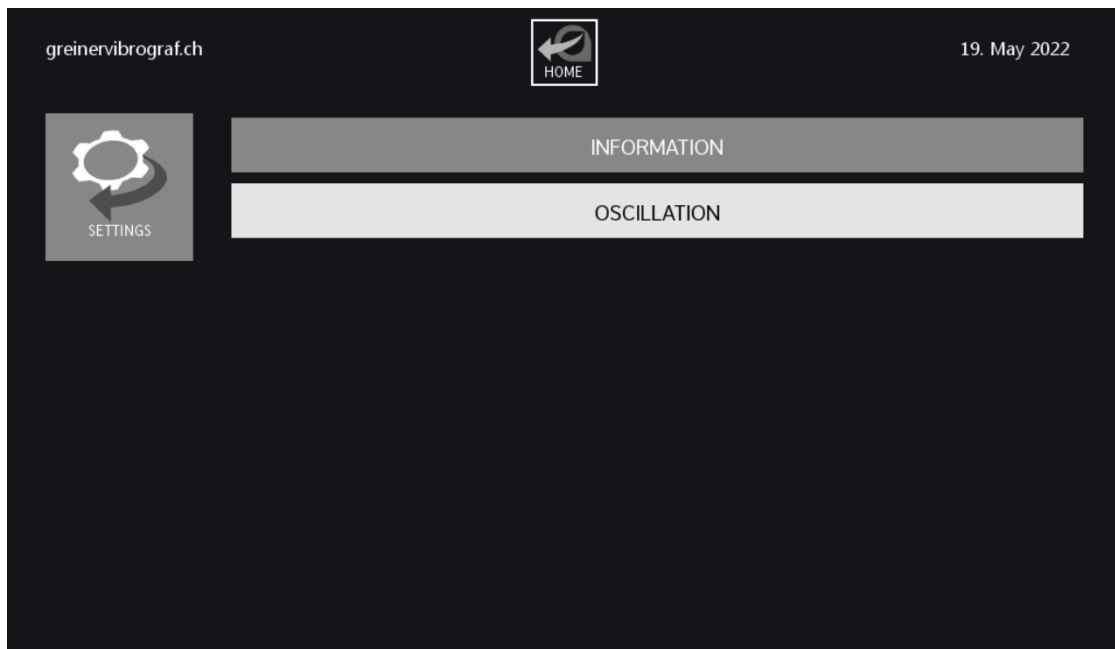 greinervibrograf.ch
HOME
19. May 2022
SETTINGS
INFORMATION
OSCILLATION